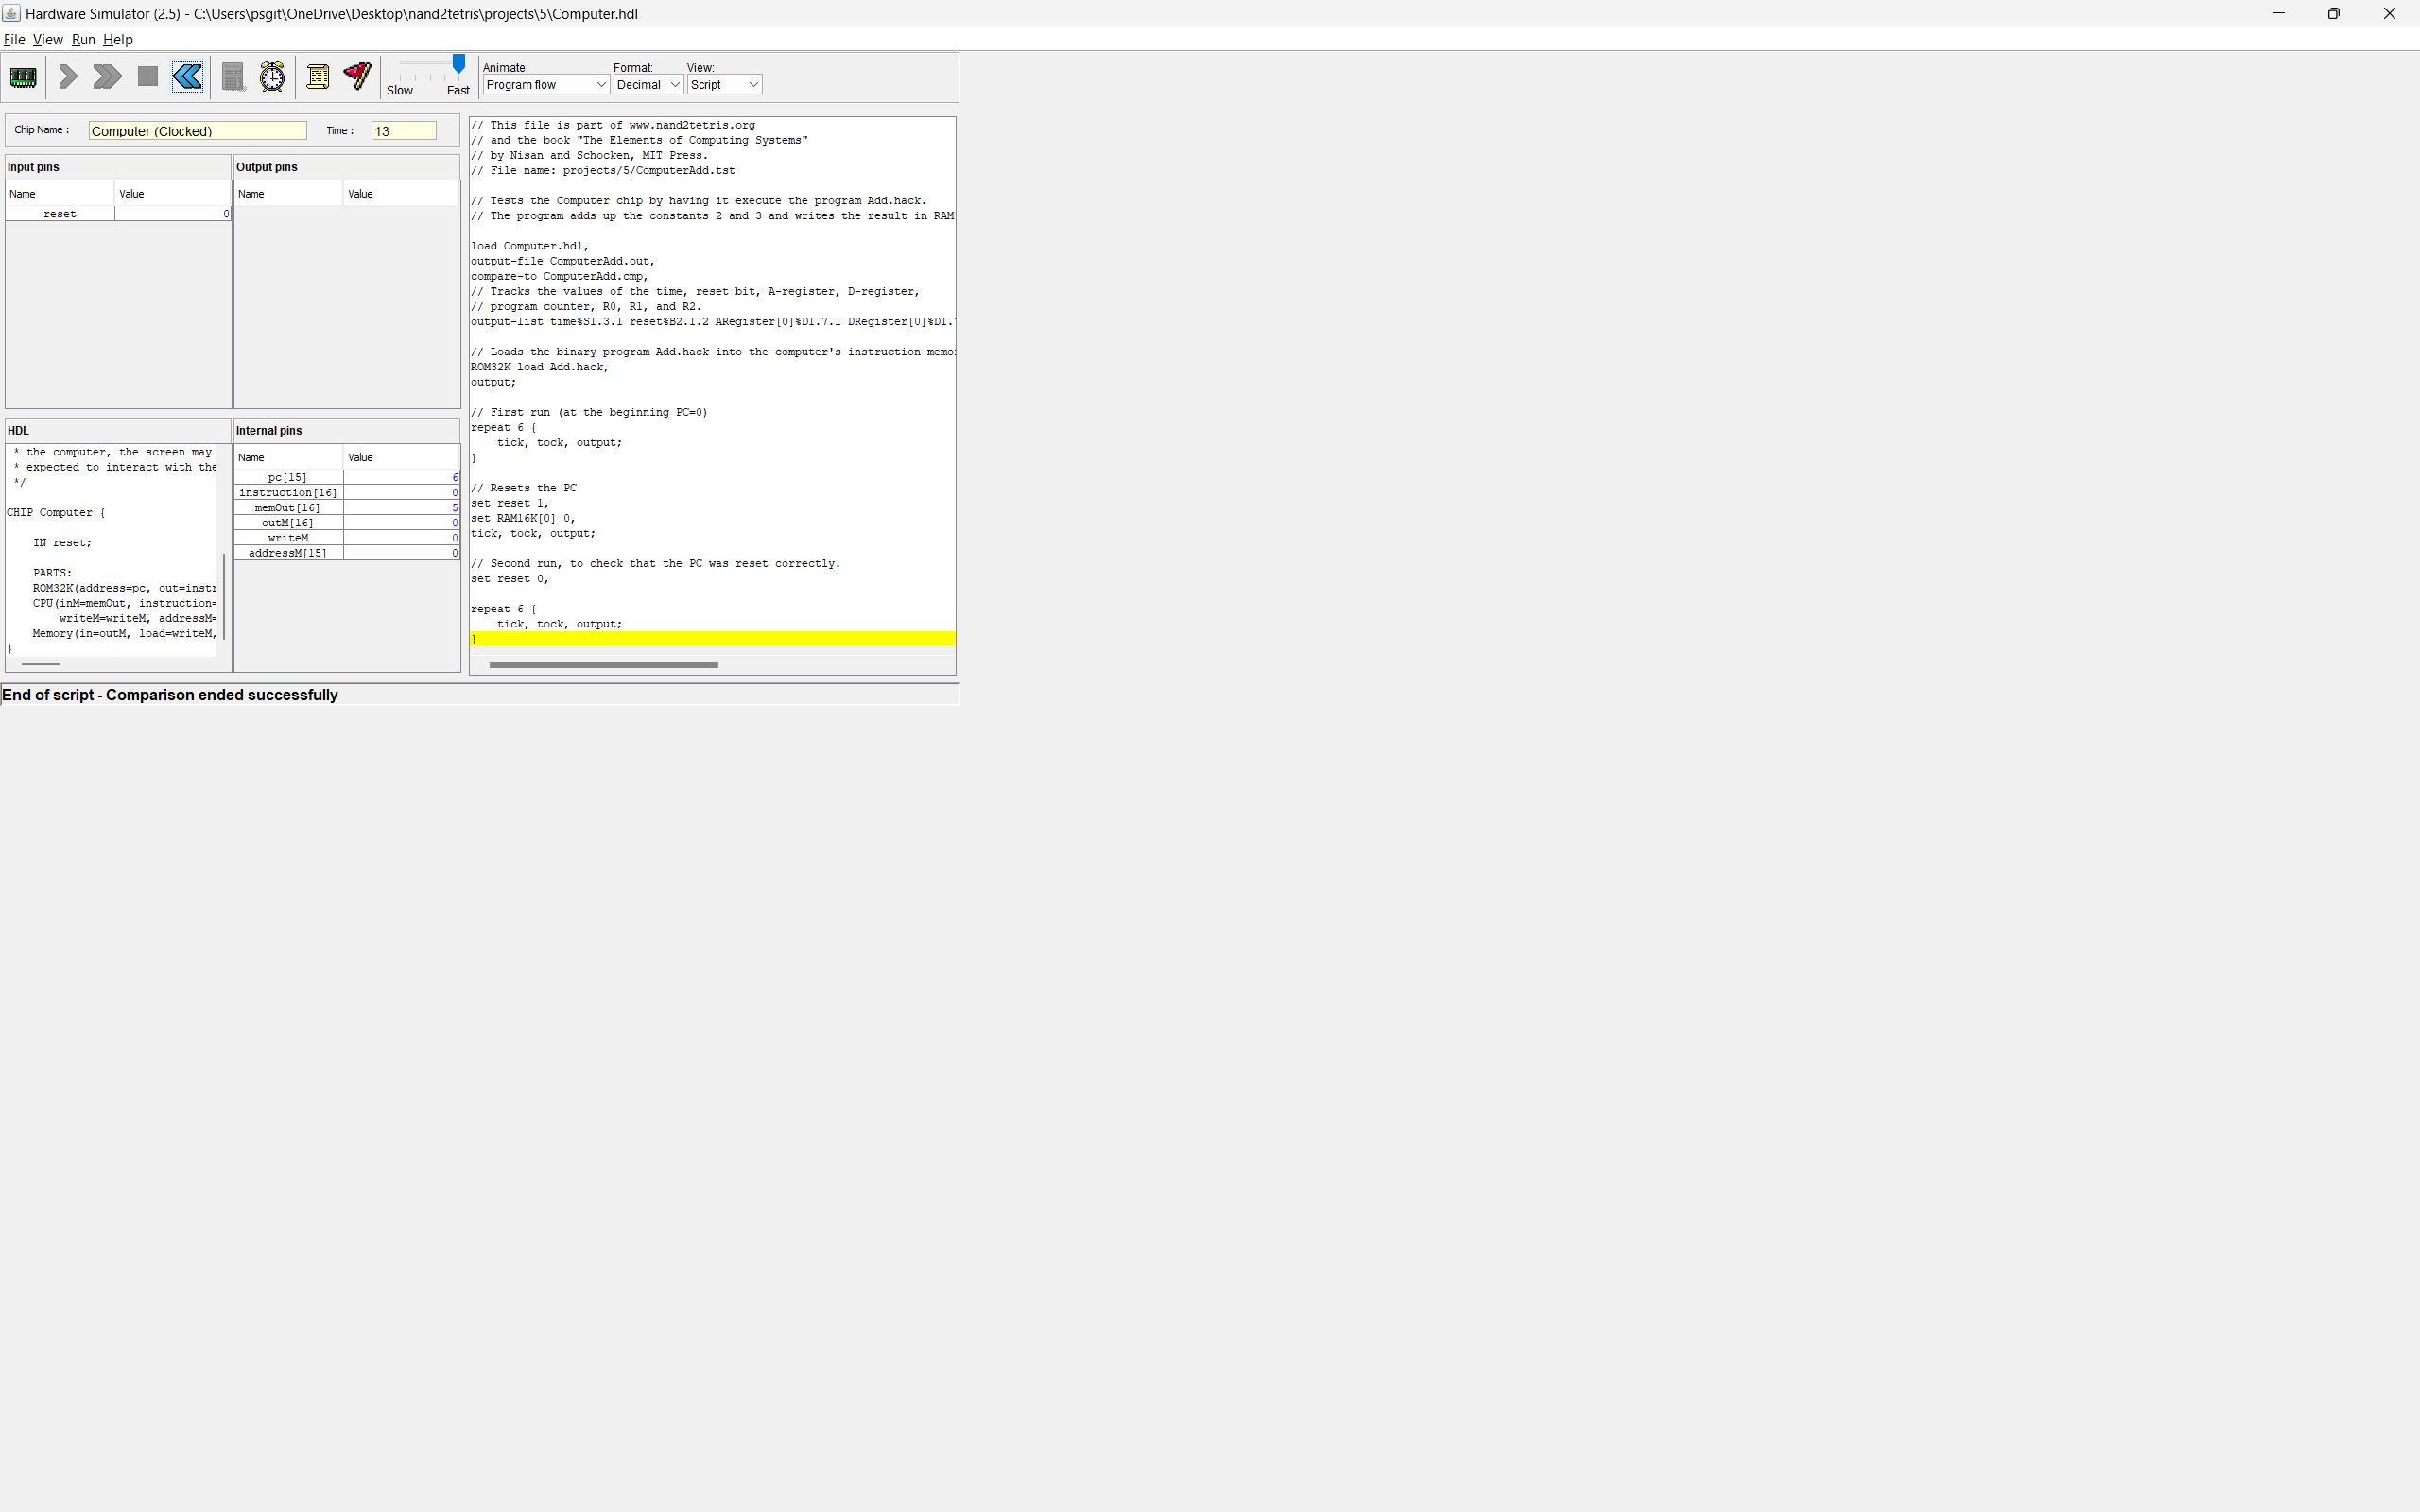 Hardware Simulator (2.5) - C:\Users\psgit\OneDrive\Desktop\nand2tetris\projects\5\Computer.hdl
File View Run Help
Slow Fast
Animate: Format: View:
Program flow Decimal Script
Chip Name : Computer (Clocked) Time : 13
Input pins
Name Value
reset 0
Output pins
Name Value
HDL
* the computer, the screen may
* expected to interact with the
*/
CHIP Computer {
IN reset;
PARTS:
ROM32K(address=pc, out=instr
CPU(inM=memOut, instruction=
writeM=writeM, addressM=
Memory(in=outM, load=writeM,
}
Internal pins
Name Value
pc[15] 6
instruction[16] 0
memOut[16] 5
outM[16] 0
writeM 0
addressM[15] 0
// This file is part of www.nand2tetris.org
// and the book "The Elements of Computing Systems"
// by Nisan and Schocken, MIT Press.
// File name: projects/5/ComputerAdd.tst
// Tests the Computer chip by having it execute the program Add.hack.
// The program adds up the constants 2 and 3 and writes the result in RAM
load Computer.hdl,
output-file ComputerAdd.out,
compare-to ComputerAdd.cmp,
// Tracks the values of the time, reset bit, A-register, D-register,
// program counter, R0, R1, and R2.
output-list time%S1.3.1 reset%B2.1.2 ARegister[0]%D1.7.1 DRegister[0]%D1.
// Loads the binary program Add.hack into the computer's instruction memo
ROM32K load Add.hack,
output;
// First run (at the beginning PC=0)
repeat 6 {
tick, tock, output;
}
// Resets the PC
set reset 1,
set RAM16K[0] 0,
tick, tock, output;
// Second run, to check that the PC was reset correctly.
set reset 0,
repeat 6 {
tick, tock, output;
}
End of script - Comparison ended successfully